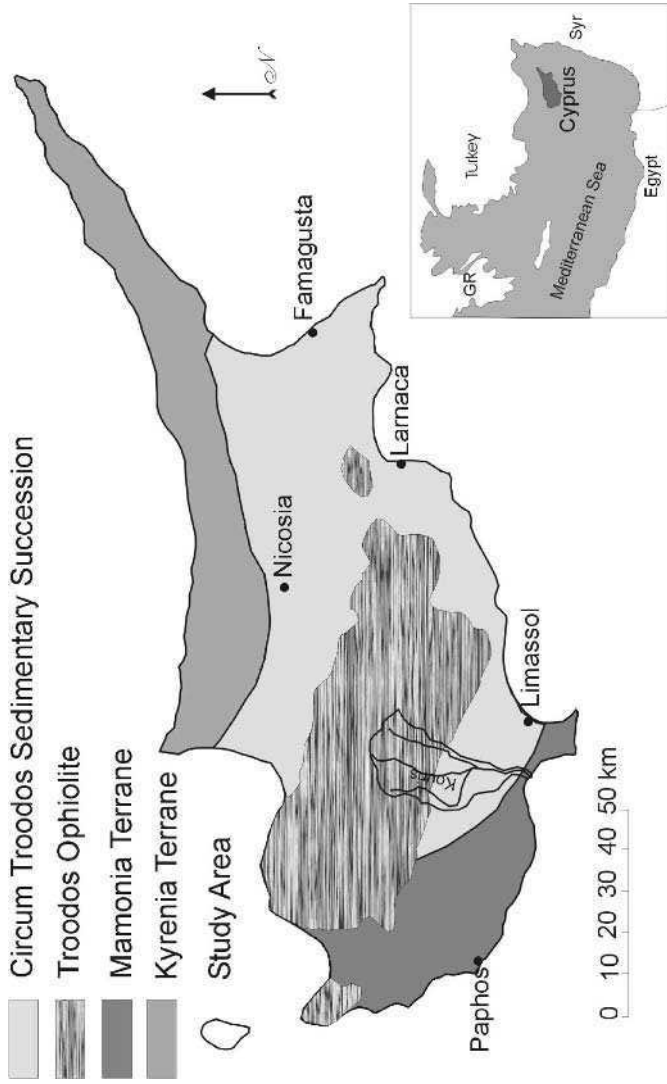 Circum Troodos Sedimentary Succession
Troodos Ophiolite
Mamonia Terrane
Kyrenia Terrane
Study Area
N
Famagusta
Nicosia
Larnaca
Limassol
Kouris
Paphos
0 10 20 30 40 50 km
GR
Turkey
Syr
Cyprus
Mediterranean Sea
Egypt